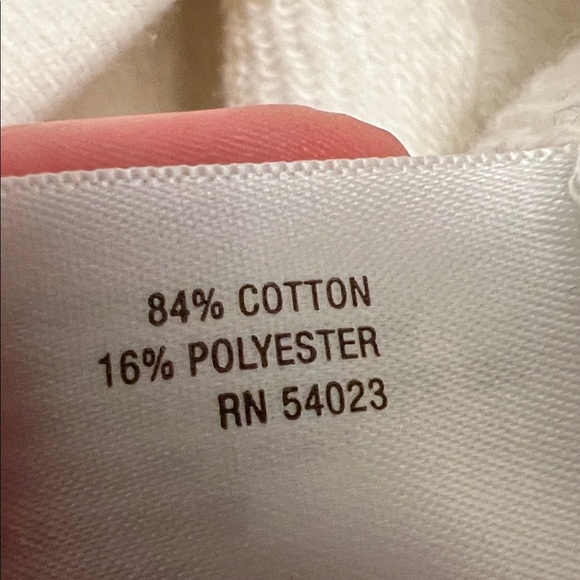 84% COTTON
16% POLYESTER
RN 54023